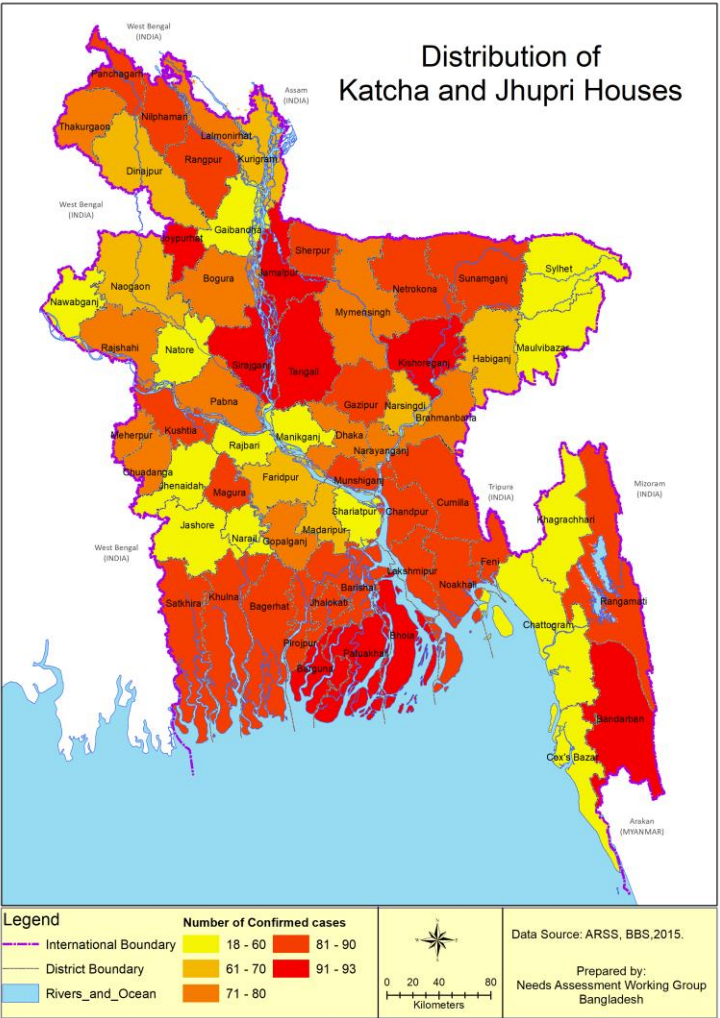 Distribution of
Katcha and Jhupri Houses
West Bengal
(INDIA)
Assam
(INDIA)
Panchagarh
Nilphamari
Thakurgaon
Lalmonirhat
Rangpur
Kurigram
Dinajpur
West Bengal
(INDIA)
Gaibandha
Joypurhat
Sherpur
Jamalpur
Sunamganj
Sylhet
Naogaon
Bogura
Netrokona
Nawabganj
Mymensingh
Rajshahi
Natore
Maulvibazar
Habiganj
Kishoreganj
Sirajganj
Tangail
Pabna
Gazipur
Narsingdi
Brahmanbaria
Kushtia
Meherpur
Rajbari
Manikganj
Dhaka
Narayanganj
Chuadanga
Jhenaidah
Faridpur
Munshiganj
Magura
Tripura
(INDIA)
Mizoram
(INDIA)
Cumilla
Shariatpur
Chandpur
Khagrachhari
Jashore
Madaripur
Narail
Gopalganj
West Bengal
(INDIA)
Feni
Lakshmipur
Noakhali
Barishal
Satkhira
Khulna
Bagerhat
Jhalokati
Rangamati
Chattogram
Pirojpur
Bhola
Patuakhali
Barguna
Bandarban
Cox's Bazar
Arakan
(MYANMAR)
Legend
International Boundary
District Boundary
Rivers_and_Ocean
Number of Confirmed cases
18 - 60
61 - 70
71 - 80
81 - 90
91 - 93
0 20 40 80
Kilometers
Data Source: ARSS, BBS,2015.
Prepared by:
Needs Assessment Working Group
Bangladesh